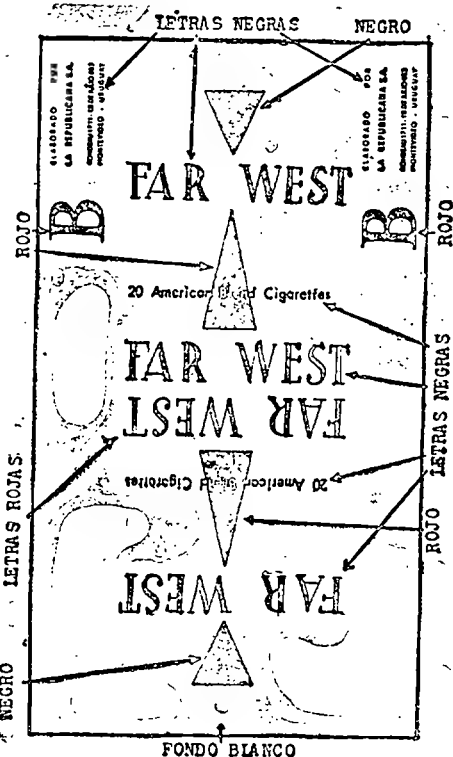 LETRAS NEGRAS
NEGRO
ELABORADO POR
LA REPUBLICANA S.A.
MONTEVIDEO - URUGUAY
ELABORADO POR
LA REPUBLICANA S.A.
MONTEVIDEO - URUGUAY
B
B
FAR WEST
ROJO
ROJO
20 American Blend Cigarettes
FAR WEST
FAR WEST
20 American Blend Cigarettes
FAR WEST
LETRAS NEGRAS
ROJO
LETRAS ROJAS
NEGRO
FONDO BLANCO